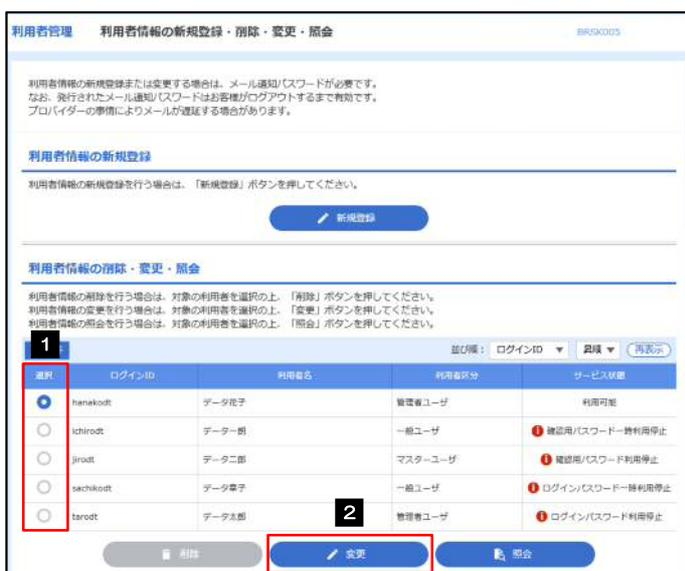 利用者管理 利用者情報の新規登録・削除・変更・照会 BRSK005
利用者情報の新規登録または変更する場合は、メール通知パスワードが必要です。
なお、発行されたメール通知パスワードはお客様がログアウトするまで有効です。
プロバイダーの事情によりメールが遅延する場合があります。
利用者情報の新規登録
利用者情報の新規登録を行う場合は、「新規登録」ボタンを押してください。
新規登録
利用者情報の削除・変更・照会
利用者情報の削除を行う場合は、対象の利用者を選択の上、「削除」ボタンを押してください。
利用者情報の変更を行う場合は、対象の利用者を選択の上、「変更」ボタンを押してください。
利用者情報の照会を行う場合は、対象の利用者を選択の上、「照会」ボタンを押してください。
1
並び順： ログインID 昇順 再表示
選択 ログインID 利用者名 利用者区分 サービス状態
hanakodt データ花子 管理者ユーザ 利用可能
ichirodt データ一朗 一般ユーザ 確認用パスワード一時利用停止
jirodt データ二郎 マスターユーザ 確認用パスワード利用停止
sachikodt データ幸子 一般ユーザ ログインパスワード一時利用停止
tarodt データ太郎 管理者ユーザ ログインパスワード利用停止
2
削除 変更 照会